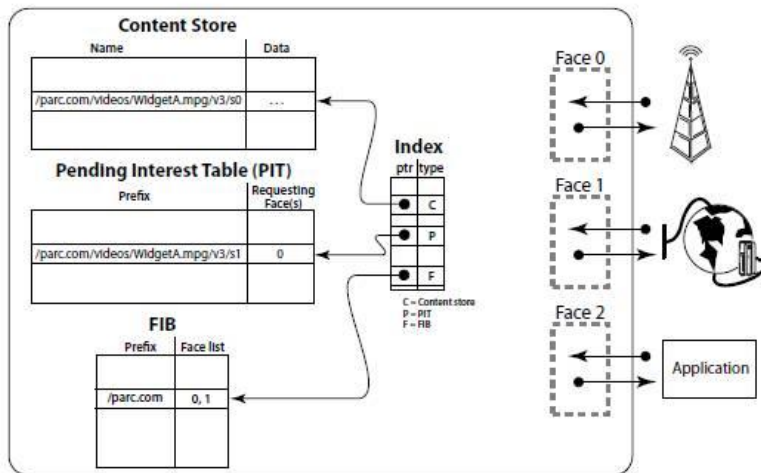 Content Store
Name Data
/parc.com/videos/WidgetA.mpg/v3/s0 ...
Pending Interest Table (PIT)
Prefix Requesting Face(s)
/parc.com/videos/WidgetA.mpg/v3/s1 0
FIB
Prefix Face list
/parc.com 0, 1
Index
ptr type
C
P
F
C = Content store
P = PIT
F = FIB
Face 0
Face 1
Face 2
Application